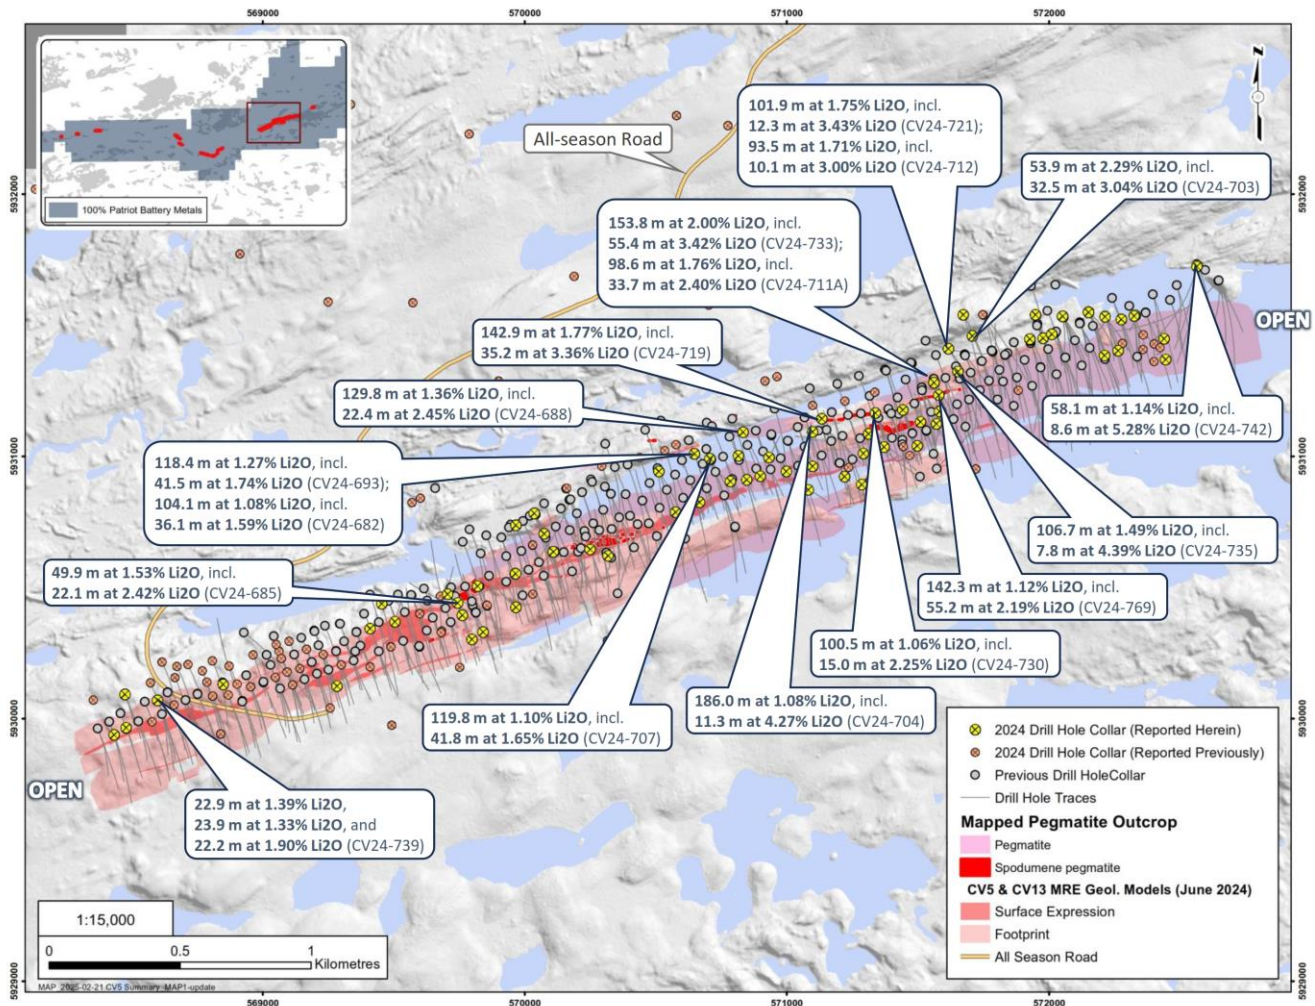 569000
570000
571000
572000
5932000
5931000
5930000
5929000
5932000
5931000
5930000
5929000
100% Patriot Battery Metals
All-season Road
N
101.9 m at 1.75% Li2O, incl.
12.3 m at 3.43% Li2O (CV24-721);
93.5 m at 1.71% Li2O, incl.
10.1 m at 3.00% Li2O (CV24-712)
53.9 m at 2.29% Li2O, incl.
32.5 m at 3.04% Li2O (CV24-703)
153.8 m at 2.00% Li2O, incl.
55.4 m at 3.42% Li2O (CV24-733);
98.6 m at 1.76% Li2O, incl.
33.7 m at 2.40% Li2O (CV24-711A)
OPEN
142.9 m at 1.77% Li2O, incl.
35.2 m at 3.36% Li2O (CV24-719)
129.8 m at 1.36% Li2O, incl.
22.4 m at 2.45% Li2O (CV24-688)
58.1 m at 1.14% Li2O, incl.
8.6 m at 5.28% Li2O (CV24-742)
118.4 m at 1.27% Li2O, incl.
41.5 m at 1.74% Li2O (CV24-693);
104.1 m at 1.08% Li2O, incl.
36.1 m at 1.59% Li2O (CV24-682)
106.7 m at 1.49% Li2O, incl.
7.8 m at 4.39% Li2O (CV24-735)
49.9 m at 1.53% Li2O, incl.
22.1 m at 2.42% Li2O (CV24-685)
142.3 m at 1.12% Li2O, incl.
55.2 m at 2.19% Li2O (CV24-769)
100.5 m at 1.06% Li2O, incl.
15.0 m at 2.25% Li2O (CV24-730)
186.0 m at 1.08% Li2O, incl.
11.3 m at 4.27% Li2O (CV24-704)
119.8 m at 1.10% Li2O, incl.
41.8 m at 1.65% Li2O (CV24-707)
OPEN
22.9 m at 1.39% Li2O,
23.9 m at 1.33% Li2O, and
22.2 m at 1.90% Li2O (CV24-739)
2024 Drill Hole Collar (Reported Herein)
2024 Drill Hole Collar (Reported Previously)
Previous Drill HoleCollar
Drill Hole Traces
Mapped Pegmatite Outcrop
Pegmatite
Spodumene pegmatite
CV5 & CV13 MRE Geol. Models (June 2024)
Surface Expression
Footprint
All Season Road
1:15,000
0 0.5 1
Kilometres
MAP_2025-02-21 CV5 Summary_MAP1-update
569000
570000
571000
572000